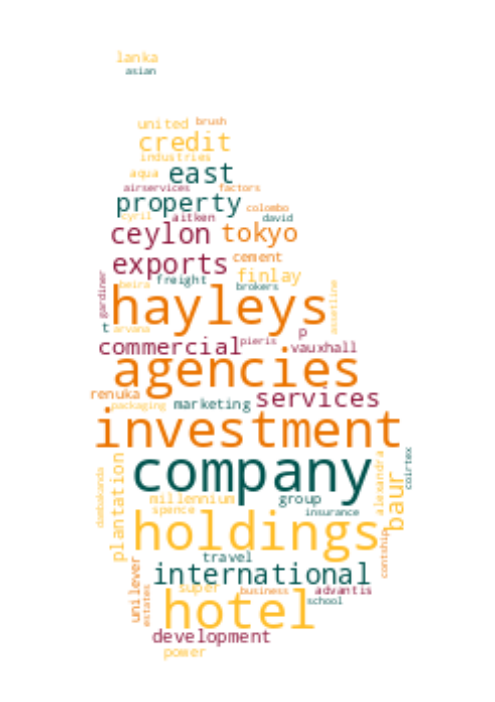 lanka
asian
united brush
credit
industries
aqua east
airservices factors
property colombo
cyril aitken david
ceylon tokyo
exports cement
gardiner beira freight finlay
brokers
hayleys assetline
t arvana p
commercial pieris vauxhall
agencies
renuka services
packaging marketing
investment
company
dambakanda plantation alexandra baur coirtex
millennium group
spence insurance
holdings contship
travel
international
unilever super business advantis
estates school
hotel
development
power